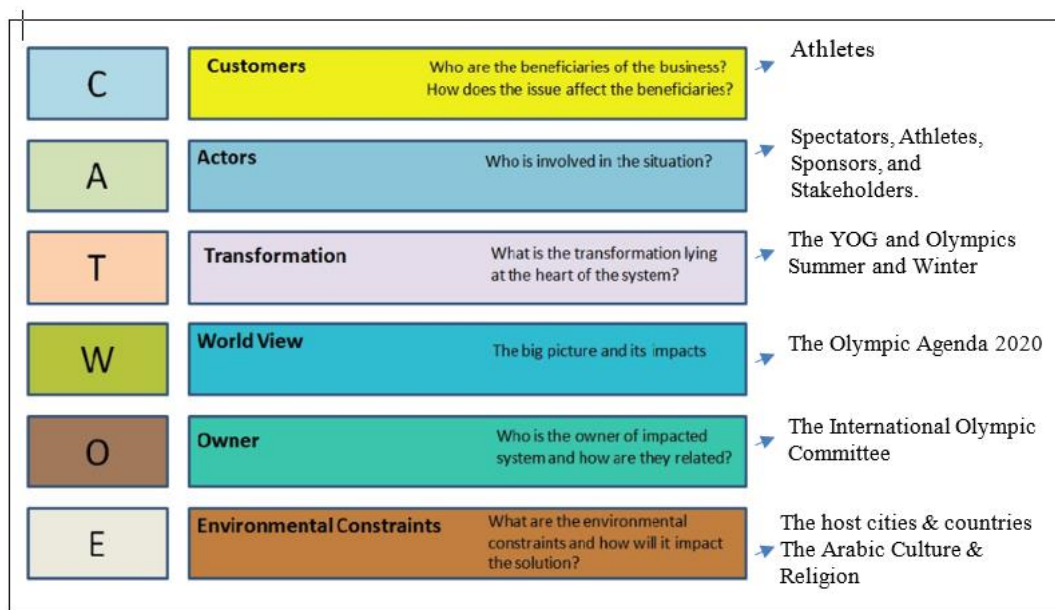 C
Customers
Who are the beneficiaries of the business?
How does the issue affect the beneficiaries?
Athletes
A
Actors
Who is involved in the situation?
Spectators, Athletes,
Sponsors, and
Stakeholders.
T
Transformation
What is the transformation lying
at the heart of the system?
The YOG and Olympics
Summer and Winter
W
World View
The big picture and its impacts
The Olympic Agenda 2020
O
Owner
Who is the owner of impacted
system and how are they related?
The International Olympic
Committee
E
Environmental Constraints
What are the environmental
constraints and how will it impact
the solution?
The host cities & countries
The Arabic Culture &
Religion